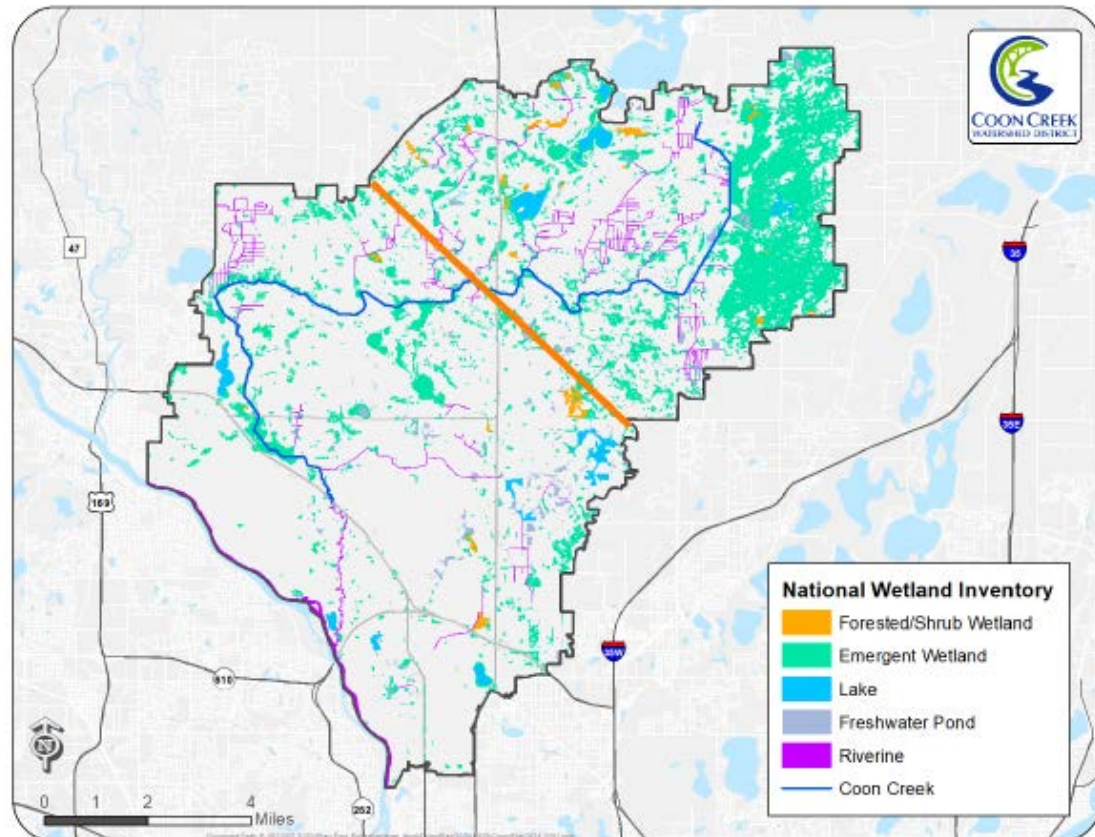 COON CREEK
WATERSHED DISTRICT
47
35
35E
169
35W
610
252
N
0 1 2 4
Miles
National Wetland Inventory
Forested/Shrub Wetland
Emergent Wetland
Lake
Freshwater Pond
Riverine
Coon Creek